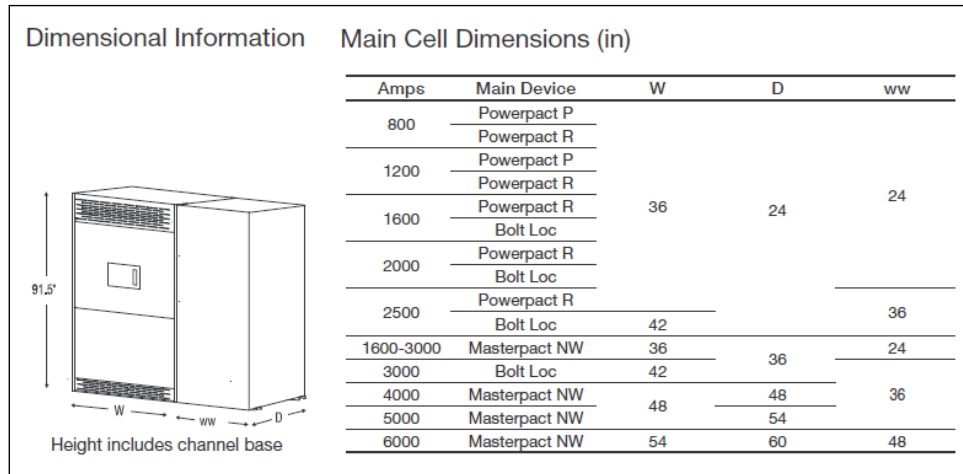 Dimensional Information
Main Cell Dimensions (in)
Amps Main Device W D ww
800 Powerpact P
Powerpact R
1200 Powerpact P
Powerpact R
36 24 24
1600 Powerpact R
Bolt Loc
2000 Powerpact R
Bolt Loc
2500 Powerpact R
36
Bolt Loc 42
1600-3000 Masterpact NW 36 24
36
3000 Bolt Loc 42
4000 Masterpact NW 48 36
48
5000 Masterpact NW 54
6000 Masterpact NW 54 60 48
91.5"
W
ww
D
Height includes channel base